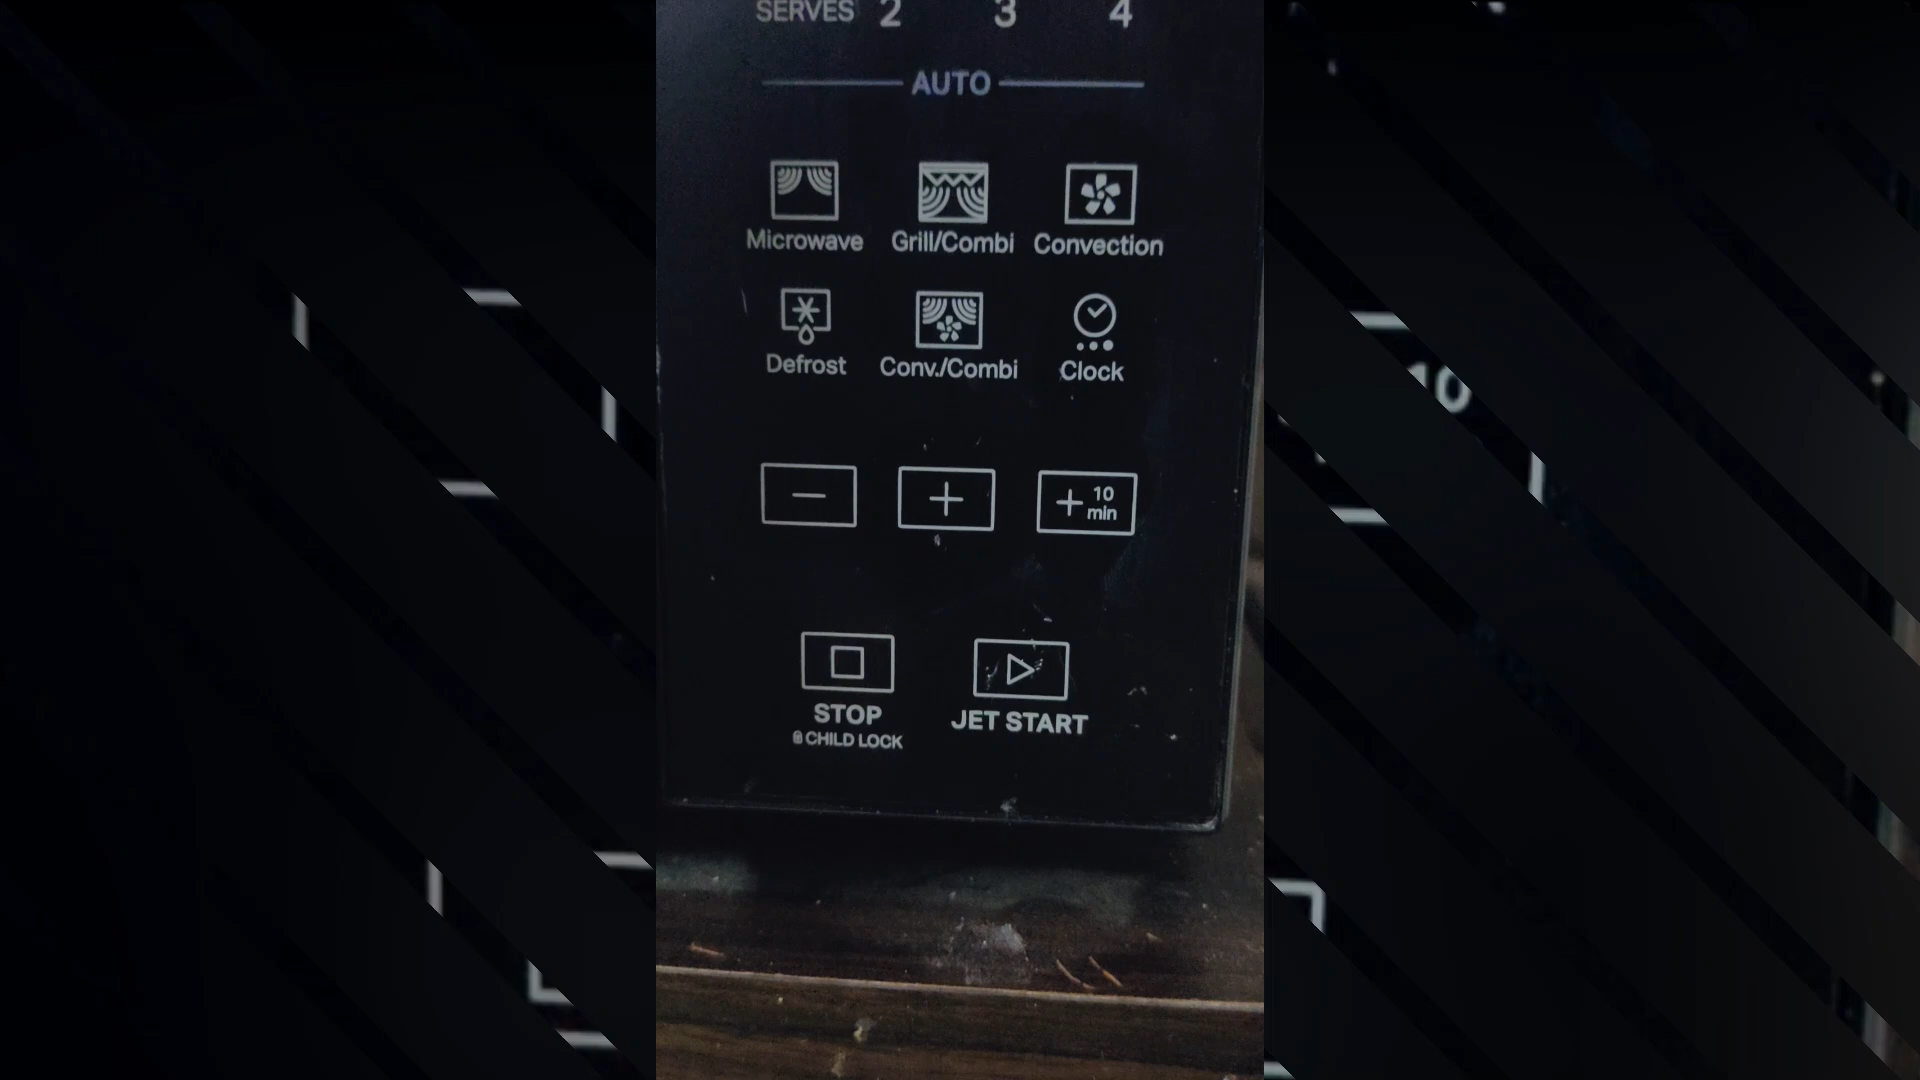 SERVES 2 3 4
AUTO
Microwave Grill/Combi Convection
Defrost Conv./Combi Clock
− + + 10 min
STOP JET START
CHILD LOCK
10